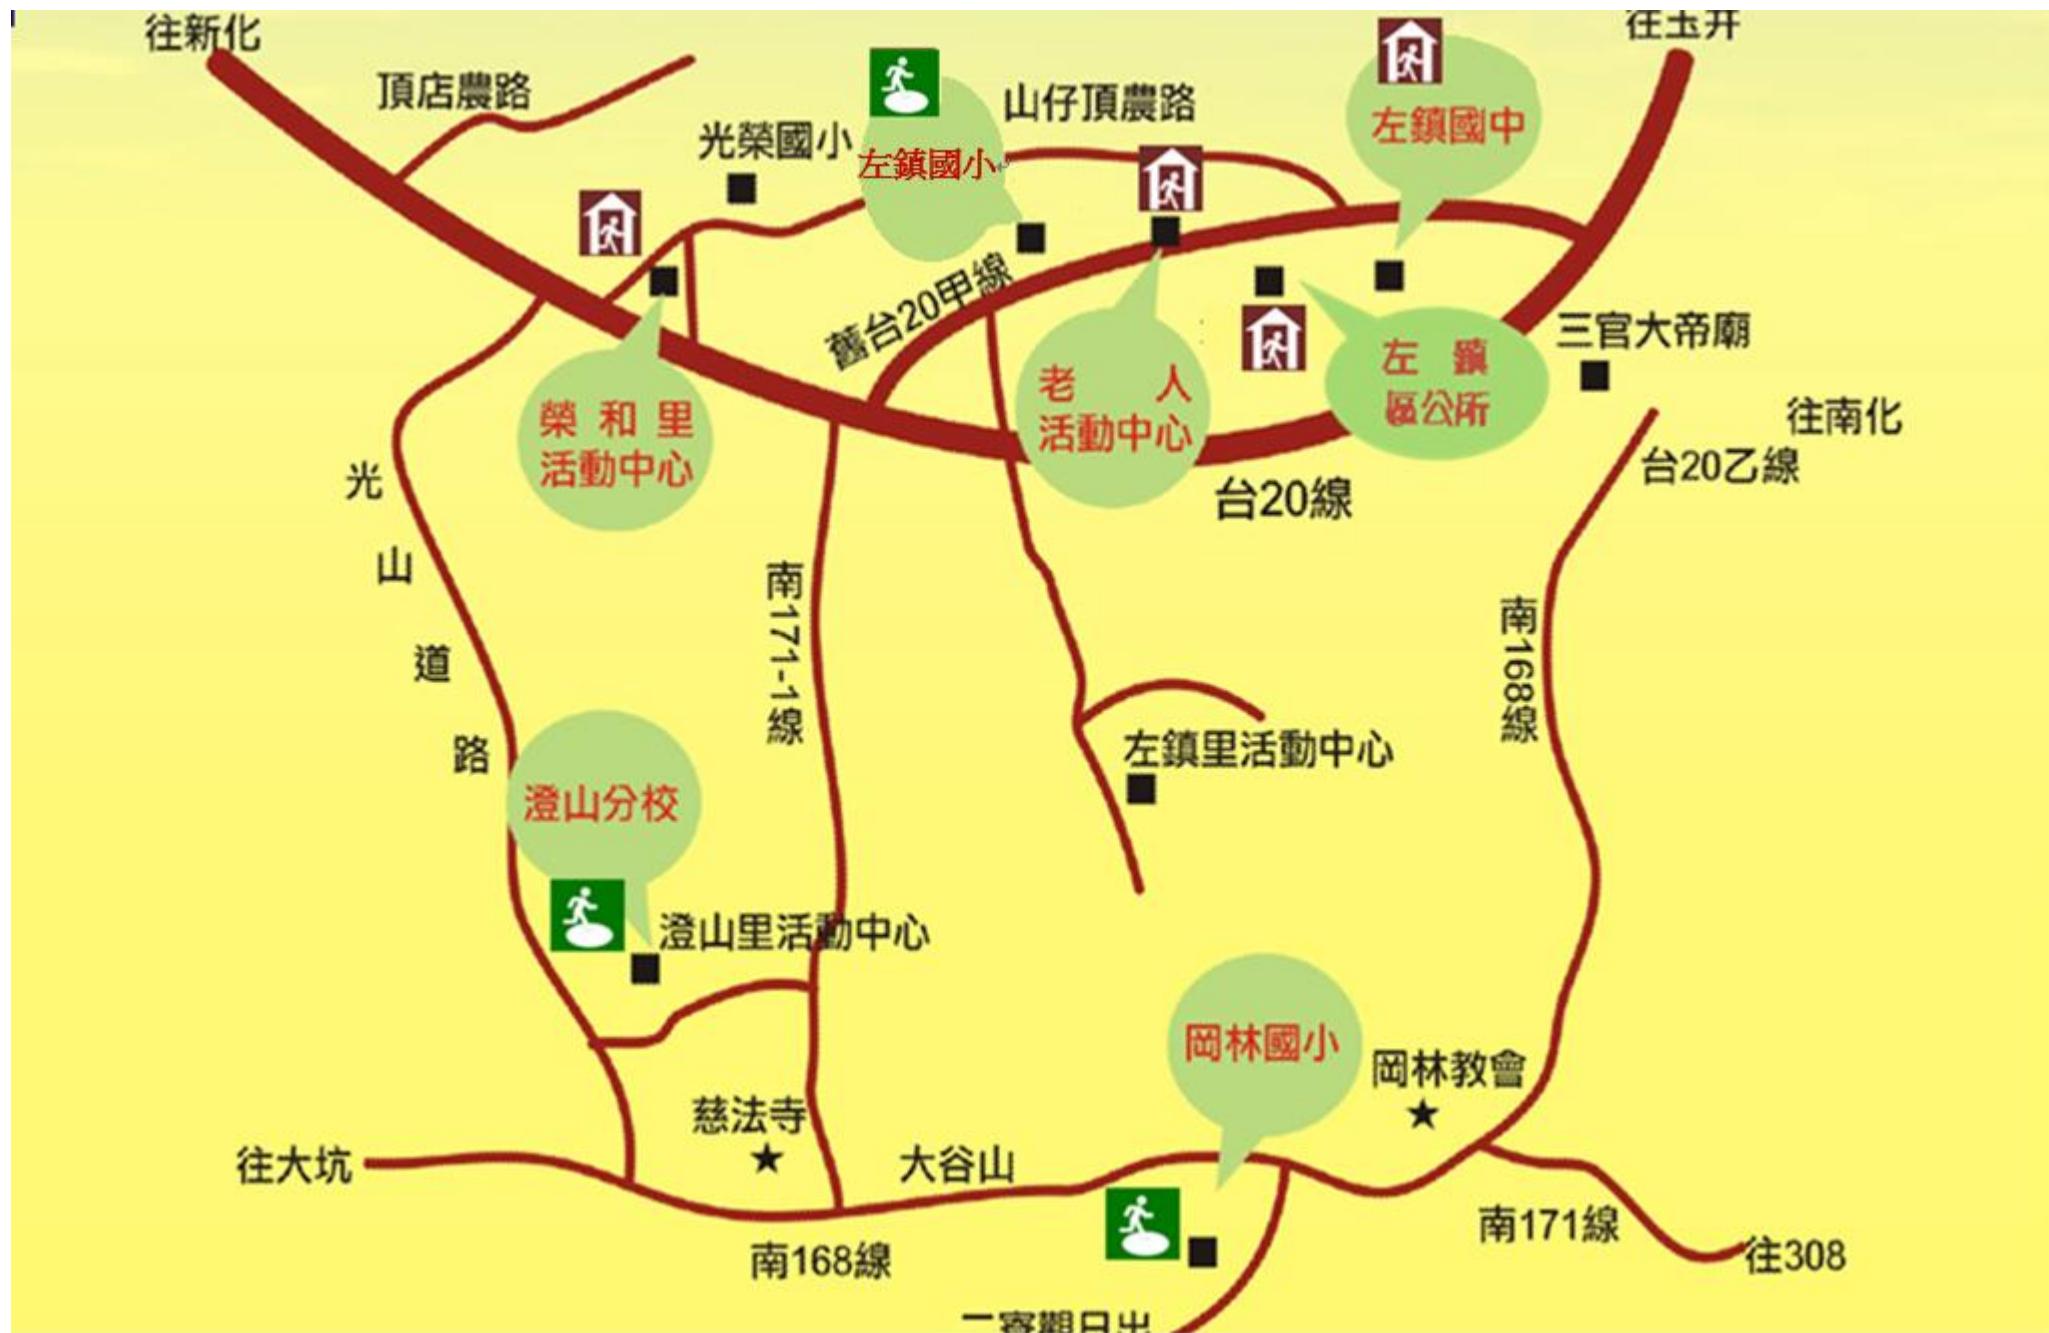 往新化
往玉井
頂店農路
山仔頂農路
左鎮國中
光榮國小
左鎮國小
舊台20甲線
三官大帝廟
老人
活動中心
左鎮
區公所
榮和里
活動中心
往南化
台20乙線
台20線
光山道路
南171-1線
南168線
左鎮里活動中心
澄山分校
澄山里活動中心
岡林國小
岡林教會
慈法寺
往大坑
大谷山
南171線
南168線
往308
二寮觀日出